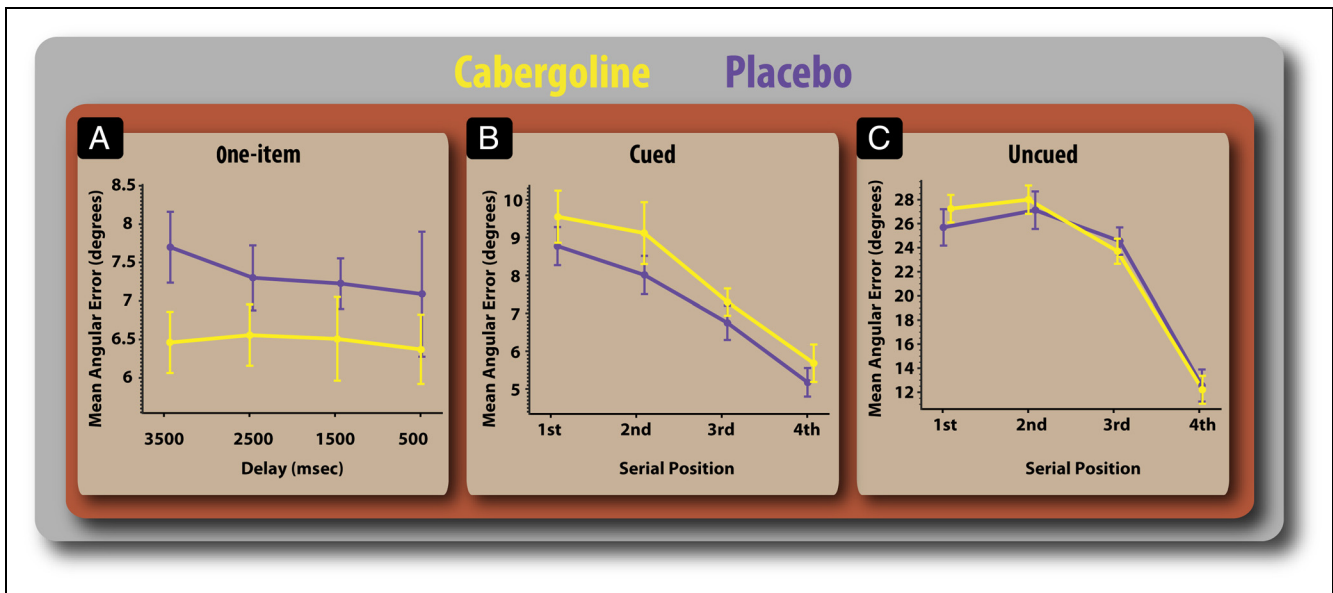 Cabergoline Placebo
A
One-item
Mean Angular Error (degrees)
8.5
8
7.5
7
6.5
6
3500 2500 1500 500
Delay (msec)
B
Cued
Mean Angular Error (degrees)
10
9
8
7
6
5
1st 2nd 3rd 4th
Serial Position
C
Uncued
Mean Angular Error (degrees)
28
26
24
22
20
18
16
14
12
1st 2nd 3rd 4th
Serial Position